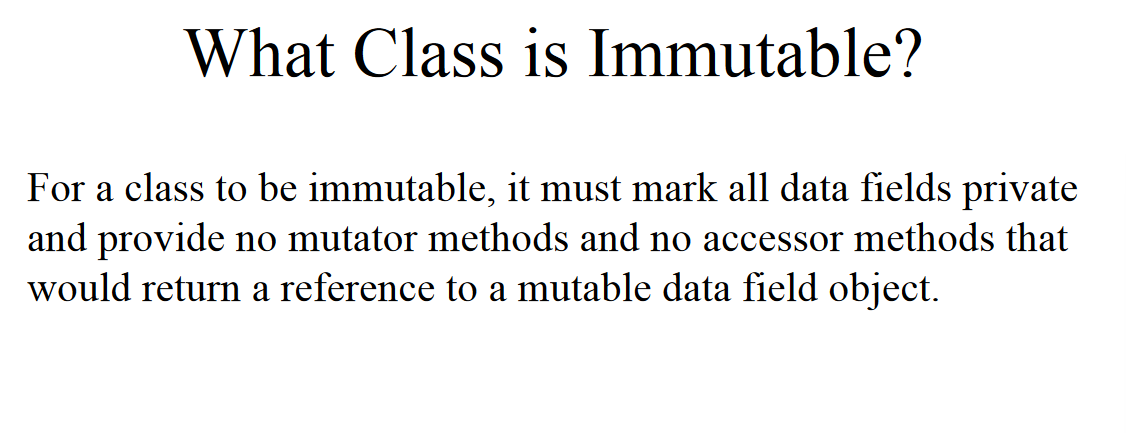 What Class is Immutable?
For a class to be immutable, it must mark all data fields private
and provide no mutator methods and no accessor methods that
would return a reference to a mutable data field object.